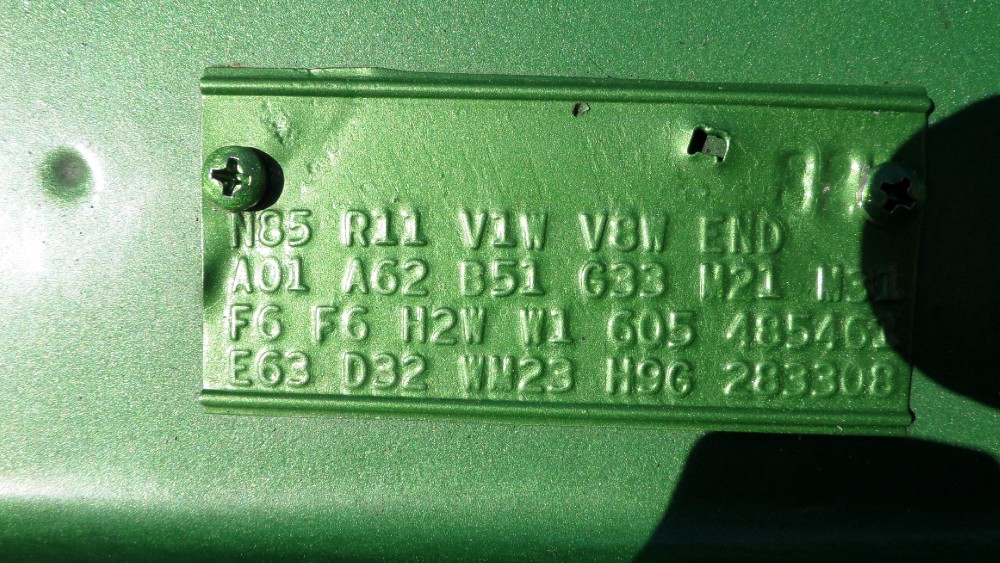 N85 R11 V1W V8W END
A01 A62 B51 G33 M21 M31
F6 F6 H2W W1 605
E63 D32 WM23 H9G 283308